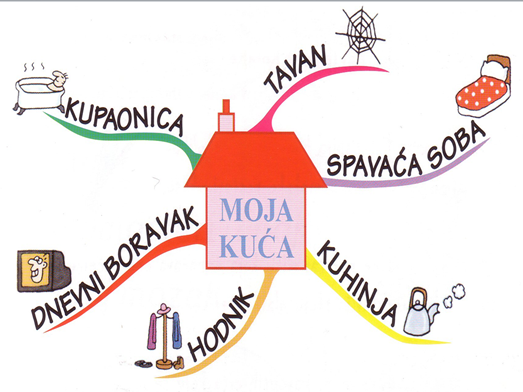 TAVAN
KUPAONICA
SPAVAĆA SOBA
MOJA
KUĆA
DNEVNI BORAVAK
KUHINJA
HODNIK